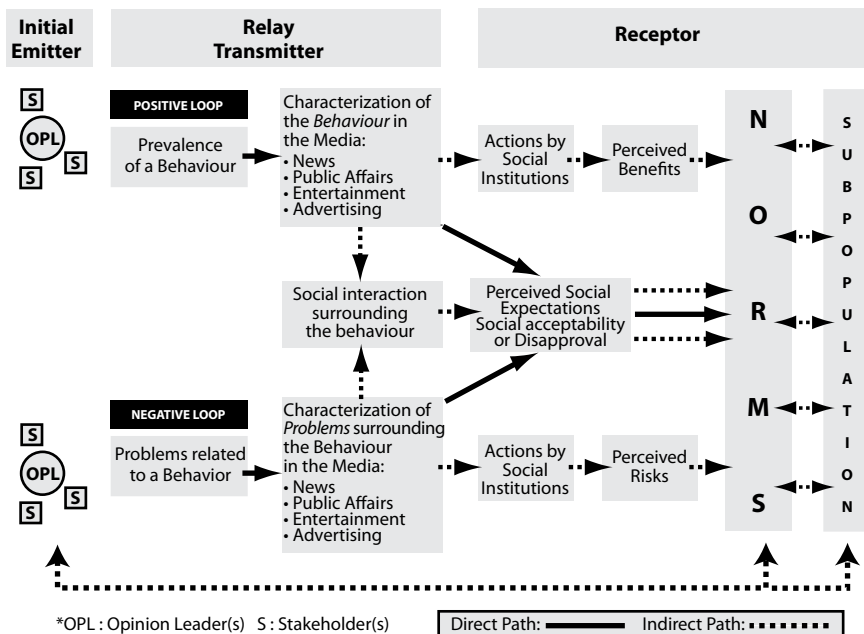 Initial
Emitter
Relay
Transmitter
Receptor
S
OPL
S
S
POSITIVE LOOP
Prevalence
of a Behaviour
Characterization of
the Behaviour in
the Media:
• News
• Public Affairs
• Entertainment
• Advertising
Actions by
Social
Institutions
Perceived
Benefits
Social interaction
surrounding
the behaviour
Perceived Social
Expectations
Social acceptability
or Disapproval
S
OPL
S
S
NEGATIVE LOOP
Problems related
to a Behavior
Characterization of
Problems surrounding
the Behaviour
in the Media:
• News
• Public Affairs
• Entertainment
• Advertising
Actions by
Social
Institutions
Perceived
Risks
N
O
R
M
S
S
U
B
P
O
P
U
L
A
T
I
O
N
*OPL : Opinion Leader(s) S : Stakeholder(s)
Direct Path: Indirect Path: